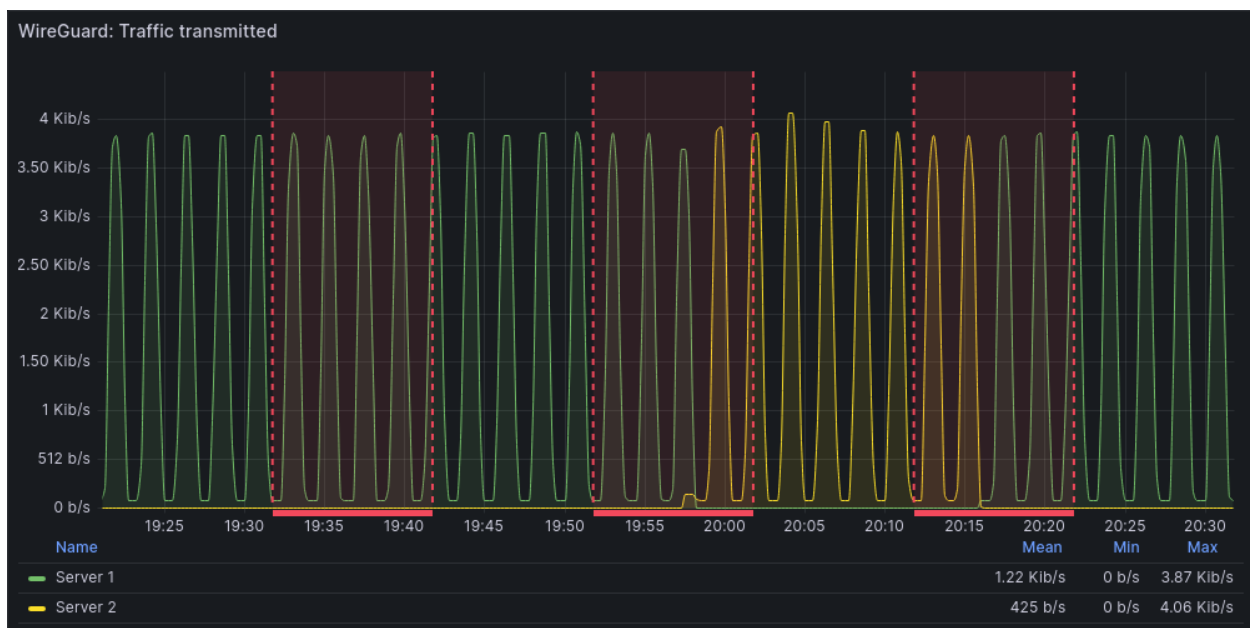 WireGuard: Traffic transmitted
4 Kib/s
3.50 Kib/s
3 Kib/s
2.50 Kib/s
2 Kib/s
1.50 Kib/s
1 Kib/s
512 b/s
0 b/s
19:25 19:30 19:35 19:40 19:45 19:50 19:55 20:00 20:05 20:10 20:15 20:20 20:25 20:30
Name Mean Min Max
Server 1 1.22 Kib/s 0 b/s 3.87 Kib/s
Server 2 425 b/s 0 b/s 4.06 Kib/s